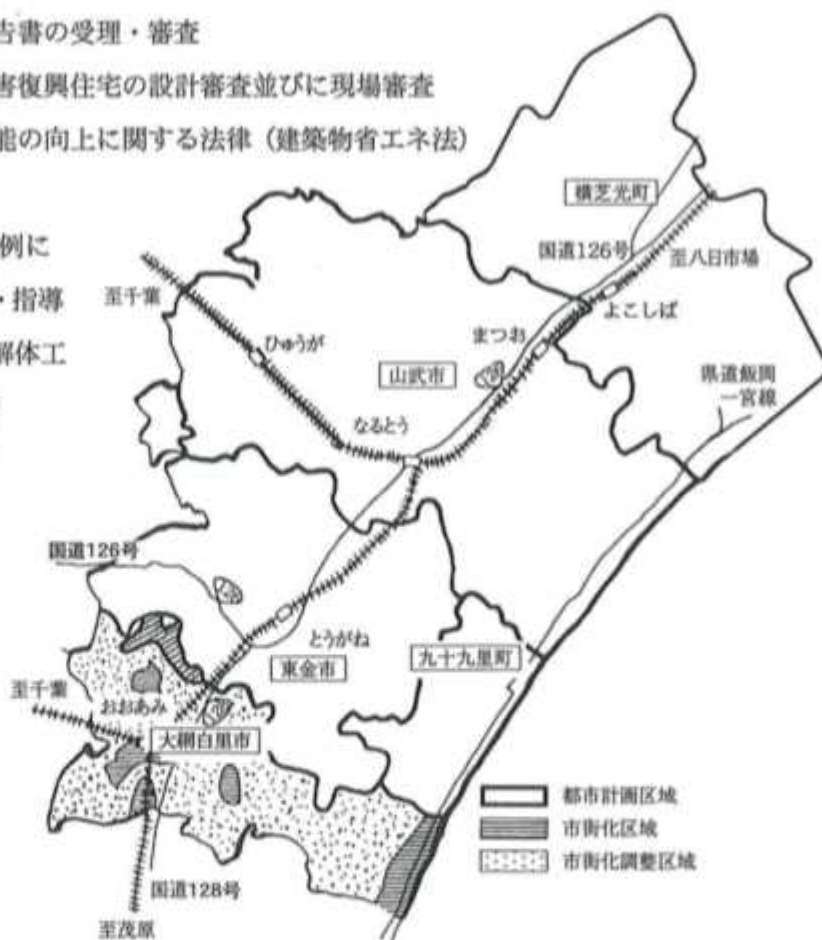 告書の受理・審査
害復興住宅の設計審査並びに現場審査
能の向上に関する法律（建築物省エネ法）
例に
・指導
解体工
横芝光町
国道126号
至八日市場
至千葉
よこしば
ひゅうが
まつお
山武市
県道飯岡
一宮線
なるとう
国道126号
とうがね
東金市
九十九里町
至千葉
おおあみ
大網白里市
都市計画区域
市街化区域
市街化調整区域
国道128号
至茂原